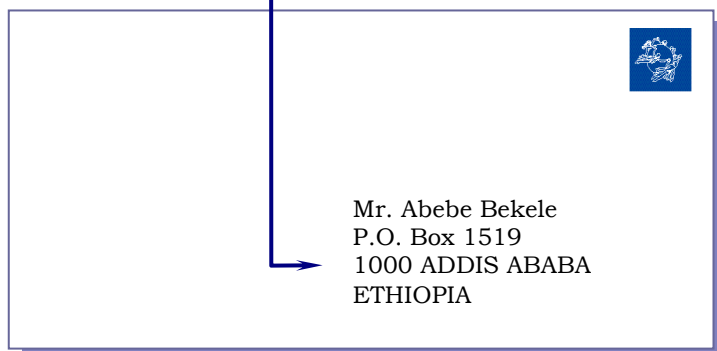 Mr. Abebe Bekele
P.O. Box 1519
1000 ADDIS ABABA
ETHIOPIA